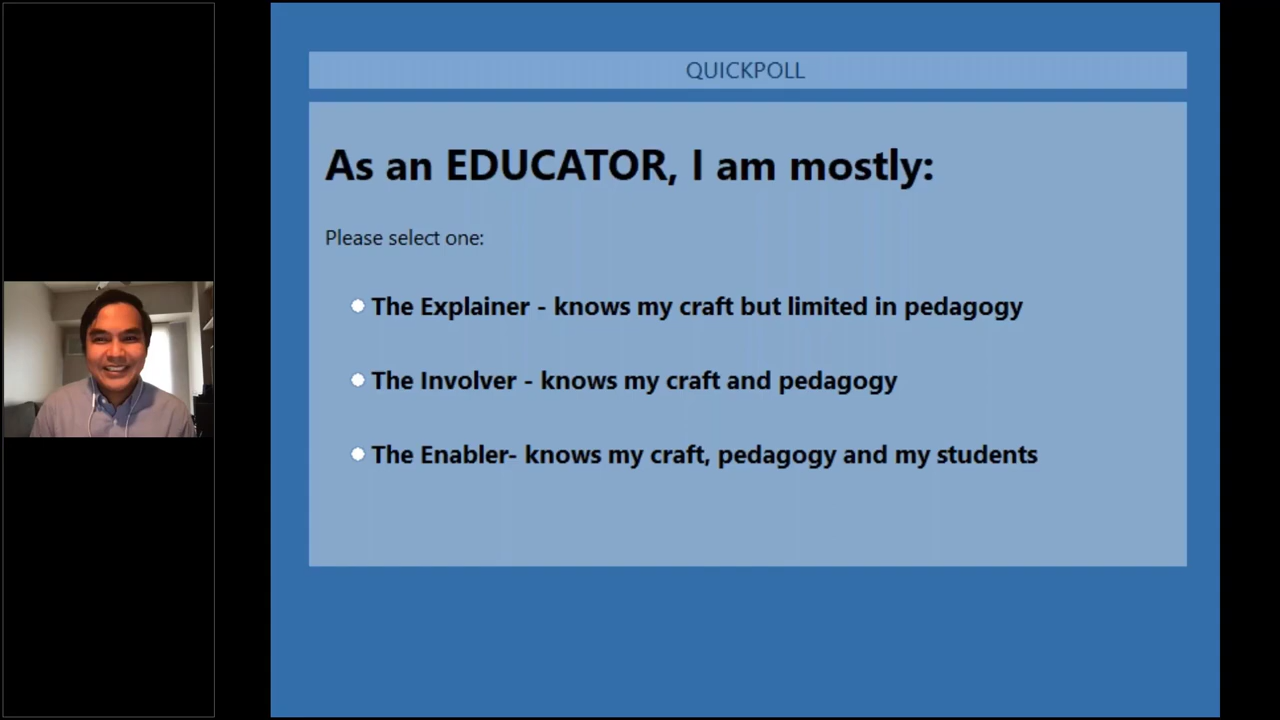 QUICKPOLL
As an EDUCATOR, I am mostly:
Please select one:
The Explainer - knows my craft but limited in pedagogy
The Involver - knows my craft and pedagogy
The Enabler- knows my craft, pedagogy and my students